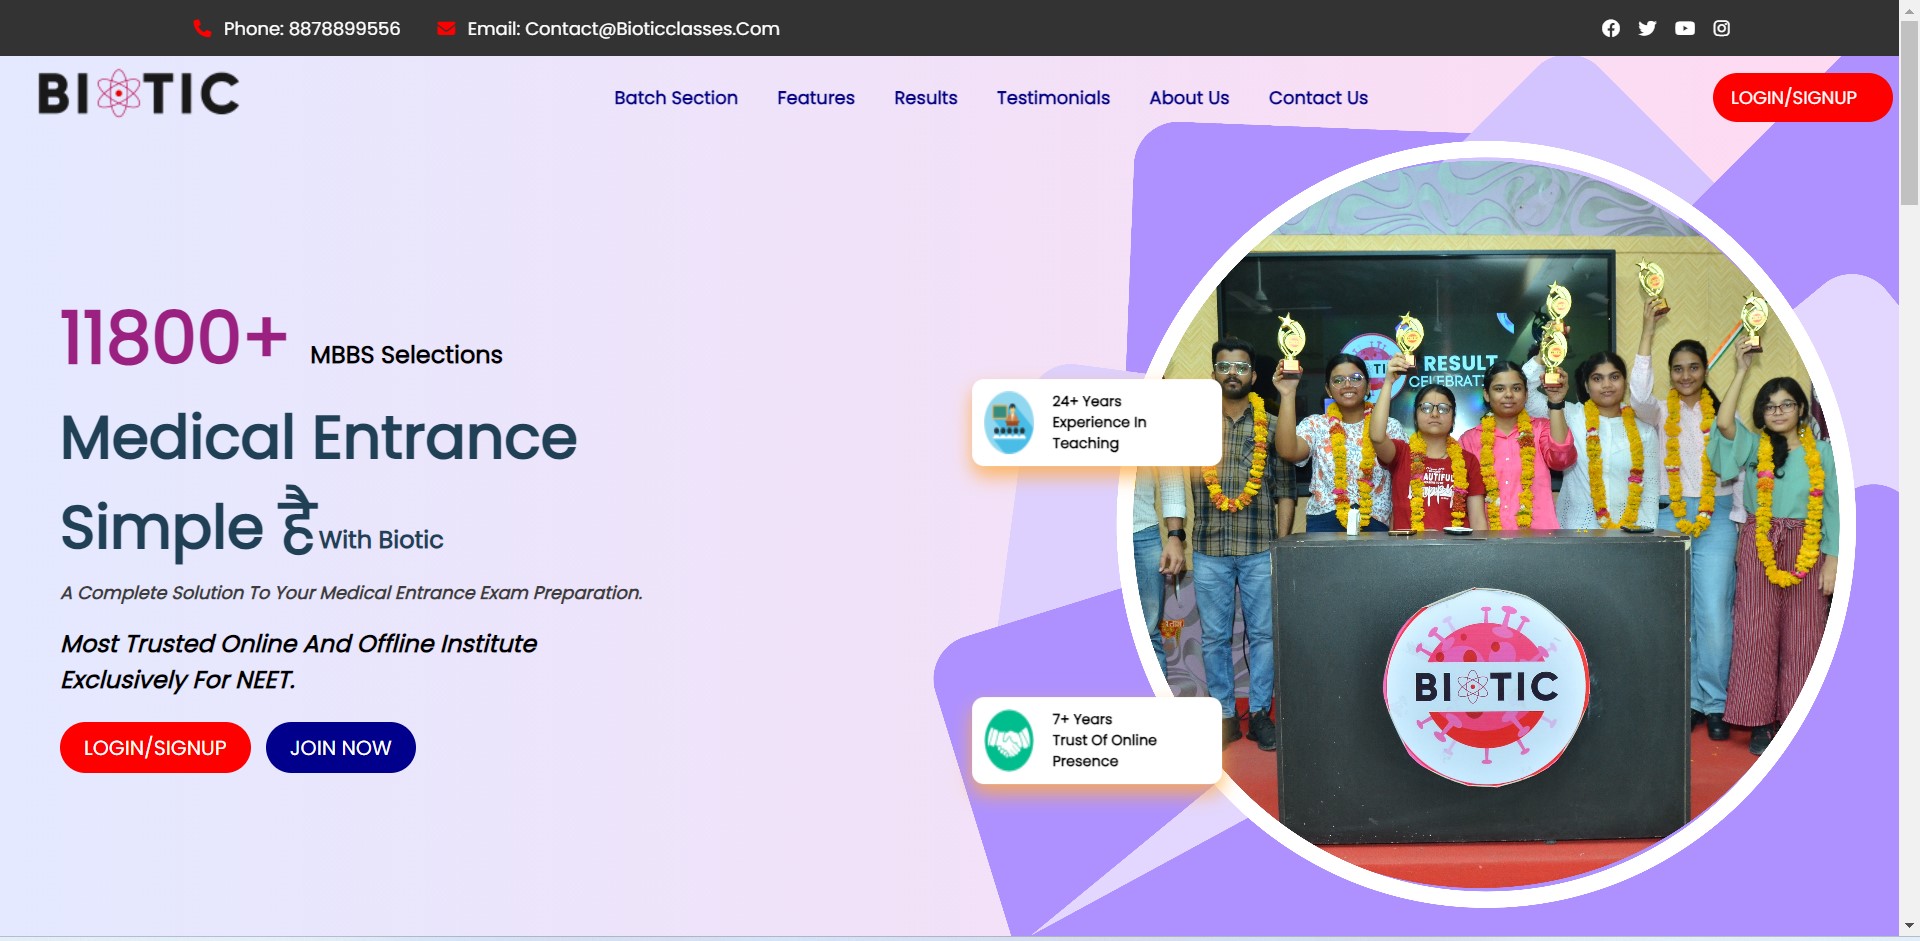 Phone: 8878899556
Email: Contact@Bioticclasses.Com
BIOTIC
Batch Section
Features
Results
Testimonials
About Us
Contact Us
LOGIN/SIGNUP
11800+ MBBS Selections
Medical Entrance
Simple है With Biotic
A Complete Solution To Your Medical Entrance Exam Preparation.
Most Trusted Online And Offline Institute
Exclusively For NEET.
LOGIN/SIGNUP
JOIN NOW
24+ Years
Experience In
Teaching
7+ Years
Trust Of Online
Presence
RESULT
BIOTIC